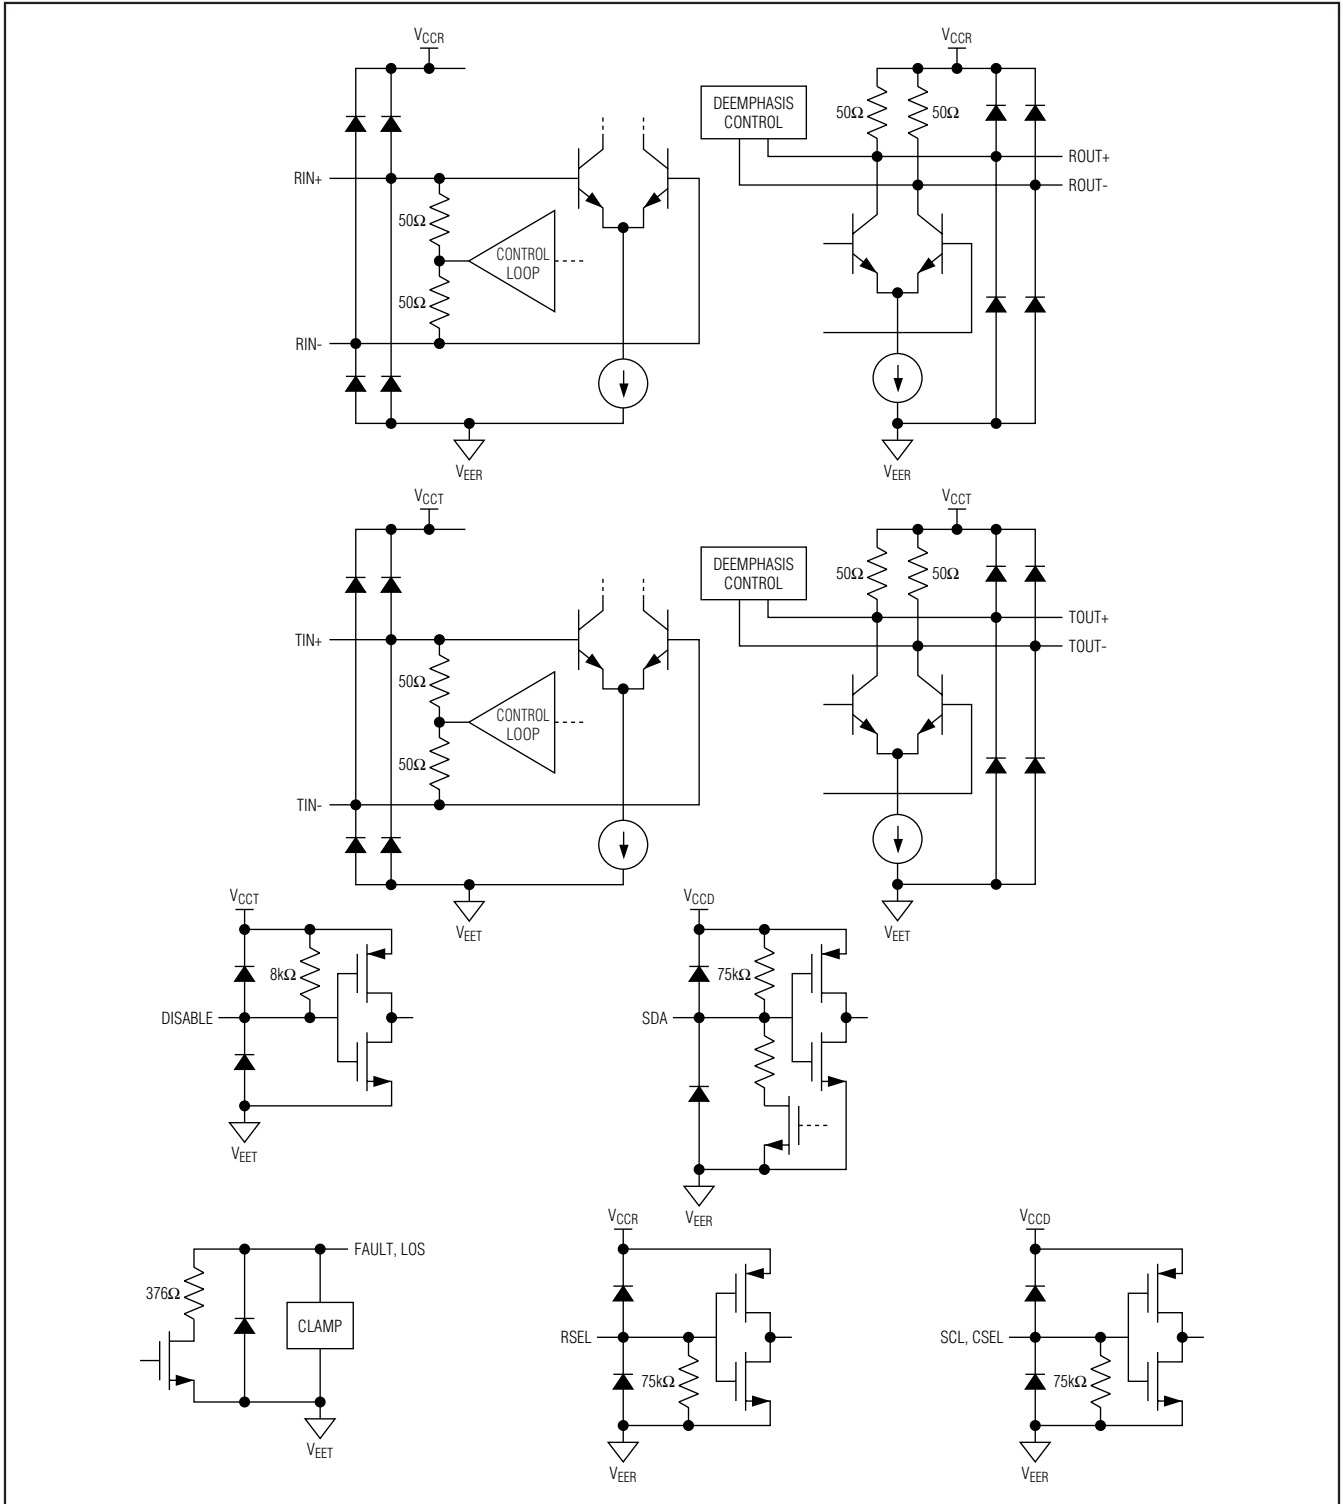 VCCR
VCCR
DEEMPHASIS
CONTROL
50Ω
50Ω
ROUT+
ROUT-
RIN+
50Ω
CONTROL
LOOP
50Ω
RIN-
VEER
VEER
VCCT
VCCT
DEEMPHASIS
CONTROL
50Ω
50Ω
TOUT+
TOUT-
TIN+
50Ω
CONTROL
LOOP
50Ω
TIN-
VEET
VEET
VCCT
8kΩ
DISABLE
VEET
VCCD
75kΩ
SDA
VEER
FAULT, LOS
376Ω
CLAMP
VEET
VCCR
RSEL
75kΩ
VEER
VCCD
SCL, CSEL
75kΩ
VEER